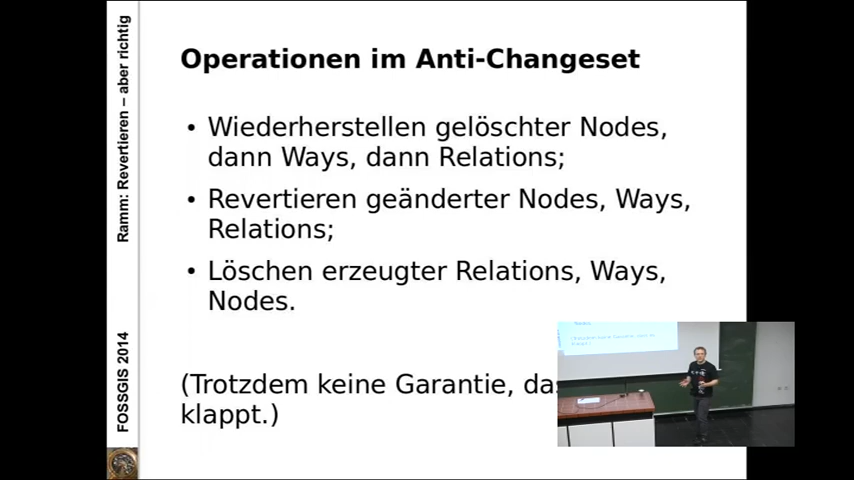 Ramm: Revertieren – aber richtig
FOSSGIS 2014
Operationen im Anti-Changeset
• Wiederherstellen gelöschter Nodes,
dann Ways, dann Relations;
• Revertieren geänderter Nodes, Ways,
Relations;
• Löschen erzeugter Relations, Ways,
Nodes.
(Trotzdem keine Garantie,
klappt.)